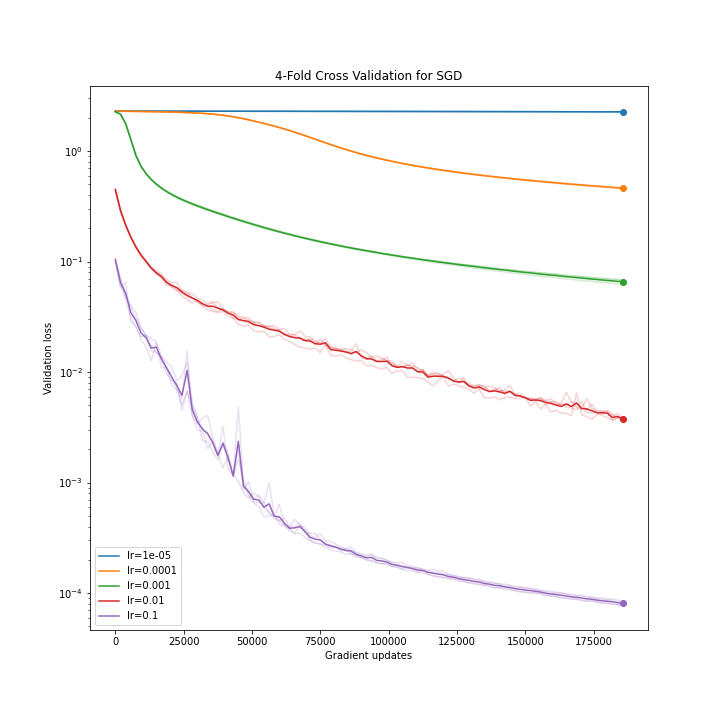 4-Fold Cross Validation for SGD
Validation loss
10⁰
10⁻¹
10⁻²
10⁻³
10⁻⁴
lr=1e-05
lr=0.0001
lr=0.001
lr=0.01
lr=0.1
0 25000 50000 75000 100000 125000 150000 175000
Gradient updates